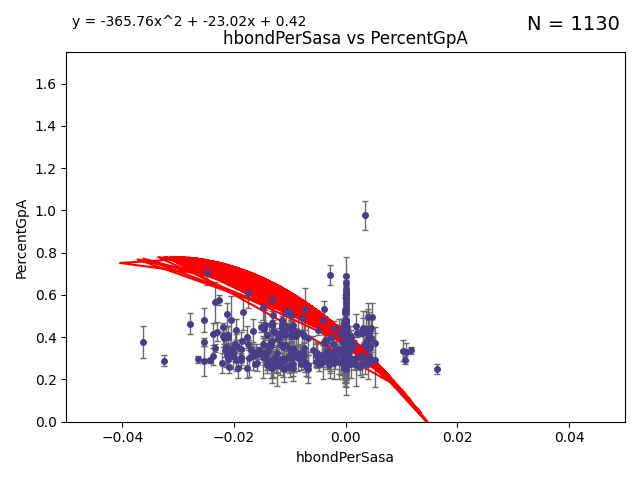 y = -365.76x^2 + -23.02x + 0.42
N = 1130
hbondPerSasa vs PercentGpA
1.6
1.4
1.2
1.0
0.8
0.6
0.4
0.2
0.0
PercentGpA
−0.04
−0.02
0.00
0.02
0.04
hbondPerSasa